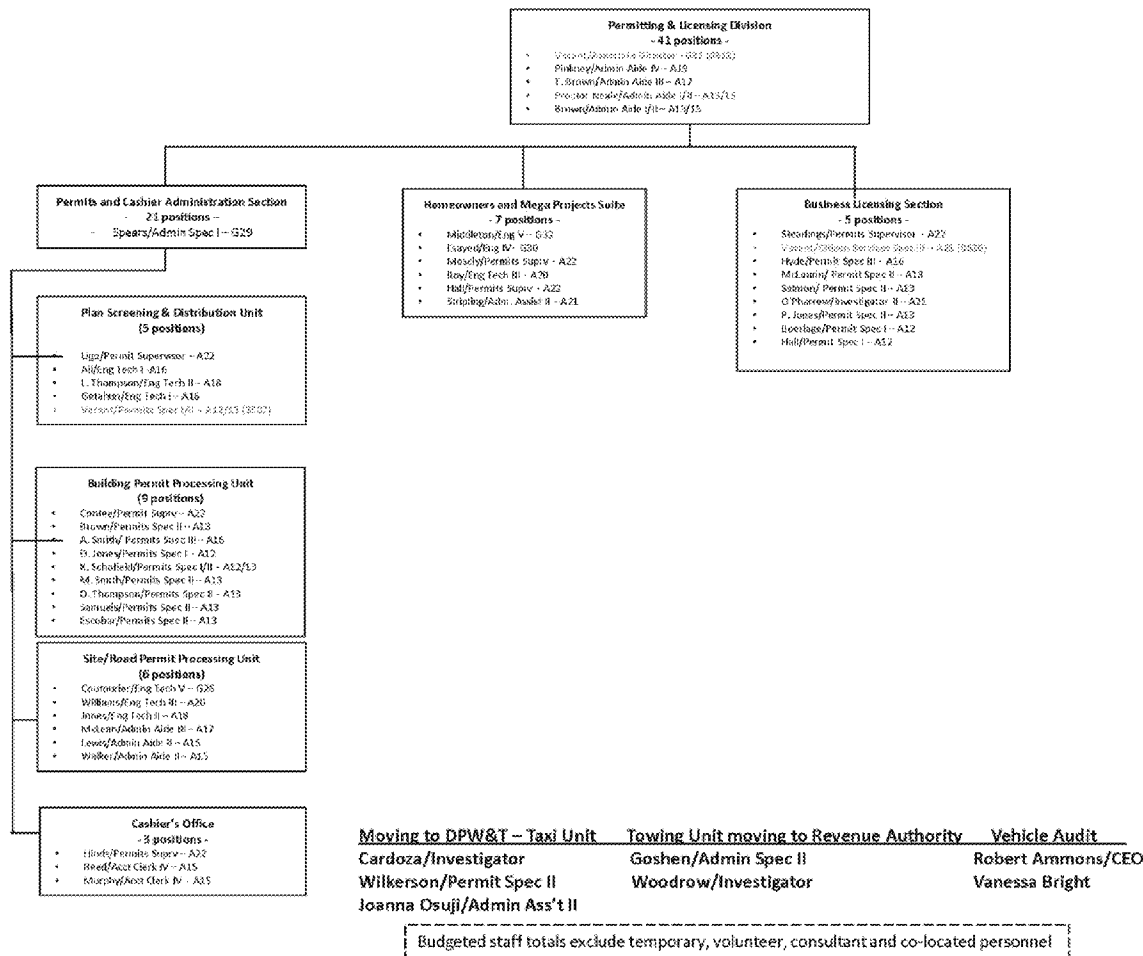 Permitting & Licensing Division
- 41 positions -
Pinkney/Admin Aide IV – A19
T. Brown/Admin Aide III – A17
Proctor Neale/Admin Aide I/II – A13/15
Brown/Admin Aide I/II – A13/15
Permits and Cashier Administration Section
- 21 positions –
- Spears/Admin Spec I – G29
Homeowners and Mega Projects Suite
- 7 positions -
Middleton/Eng V – G33
Esayed/Eng IV- G30
Mosely/Permits Suprv - A22
Roy/Eng Tech III - A20
Hall/Permits Suprv - A22
Stripling/Adm. Assist II - A21
Business Licensing Section
- 5 positions -
/Permits Supervisor – A22
Hyde/Permit Spec III – A16
/ Permit Spec II – A13
Salmon/ Permit Spec II – A13
O'Pharrow/Investigator II – A21
P. Jones/Permit Spec II – A13
Boerlage/Permit Spec I – A12
Hall/Permit Spec I – A12
Plan Screening & Distribution Unit
(5 positions)
/Permit Supervisor – A22
Ali/Eng Tech I -A16
L. Thompson/Eng Tech II – A18
/Eng Tech I – A16
Building Permit Processing Unit
(9 positions)
Contee/Permit Suprv – A22
Brown/Permits Spec II – A13
A. Smith/ Permits Spec III – A16
D. Jones/Permits Spec I – A12
K. Schofield/Permits Spec I/II - A12/13
M. Smith/Permits Spec II – A13
D. Thompson/Permits Spec II – A13
Samuels/Permits Spec II – A13
Escobar/Permits Spec II – A13
Site/Road Permit Processing Unit
(6 positions)
/Eng Tech V – G26
Williams/Eng Tech III – A20
Jones/Eng Tech II – A18
McLean/Admin Aide III – A17
Lewis/Admin Aide II – A15
Walker/Admin Aide II – A15
Cashier's Office
- 3 positions -
Hinds/Permits Suprv – A22
Reed/Acct Clerk IV – A15
Murphy/Acct Clerk IV – A15
Moving to DPW&T – Taxi Unit Towing Unit moving to Revenue Authority Vehicle Audit
Cardoza/Investigator Goshen/Admin Spec II Robert Ammons/CEO
Wilkerson/Permit Spec II Woodrow/Investigator Vanessa Bright
Joanna Osuji/Admin Ass't II
Budgeted staff totals exclude temporary, volunteer, consultant and co-located personnel